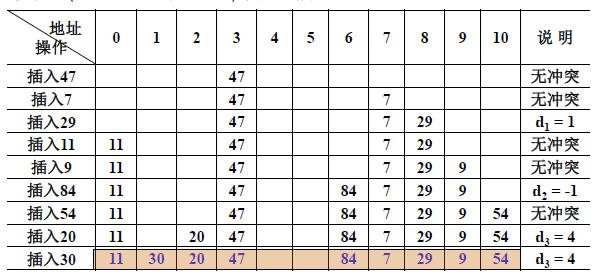 地址
操作 0 1 2 3 4 5 6 7 8 9 10 说 明
插入47 47 无冲突
插入7 47 7 无冲突
插入29 47 7 29 d1 = 1
插入11 11 47 7 29 无冲突
插入9 11 47 7 29 9 无冲突
插入84 11 47 84 7 29 9 d2 = -1
插入54 11 47 84 7 29 9 54 无冲突
插入20 11 20 47 84 7 29 9 54 d3 = 4
插入30 11 30 20 47 84 7 29 9 54 d3 = 4